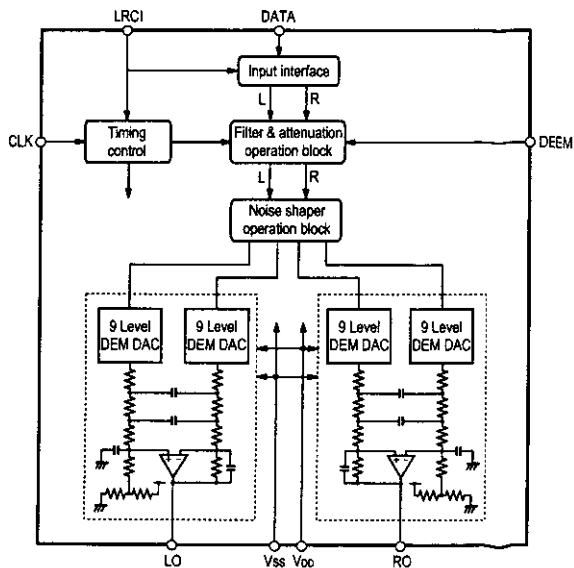 LRCI
DATA
Input interface
L
R
CLK
Timing
control
Filter & attenuation
operation block
DEEM
L
R
Noise shaper
operation block
9 Level
DEM DAC
9 Level
DEM DAC
9 Level
DEM DAC
9 Level
DEM DAC
LO
VSS
VDD
RO